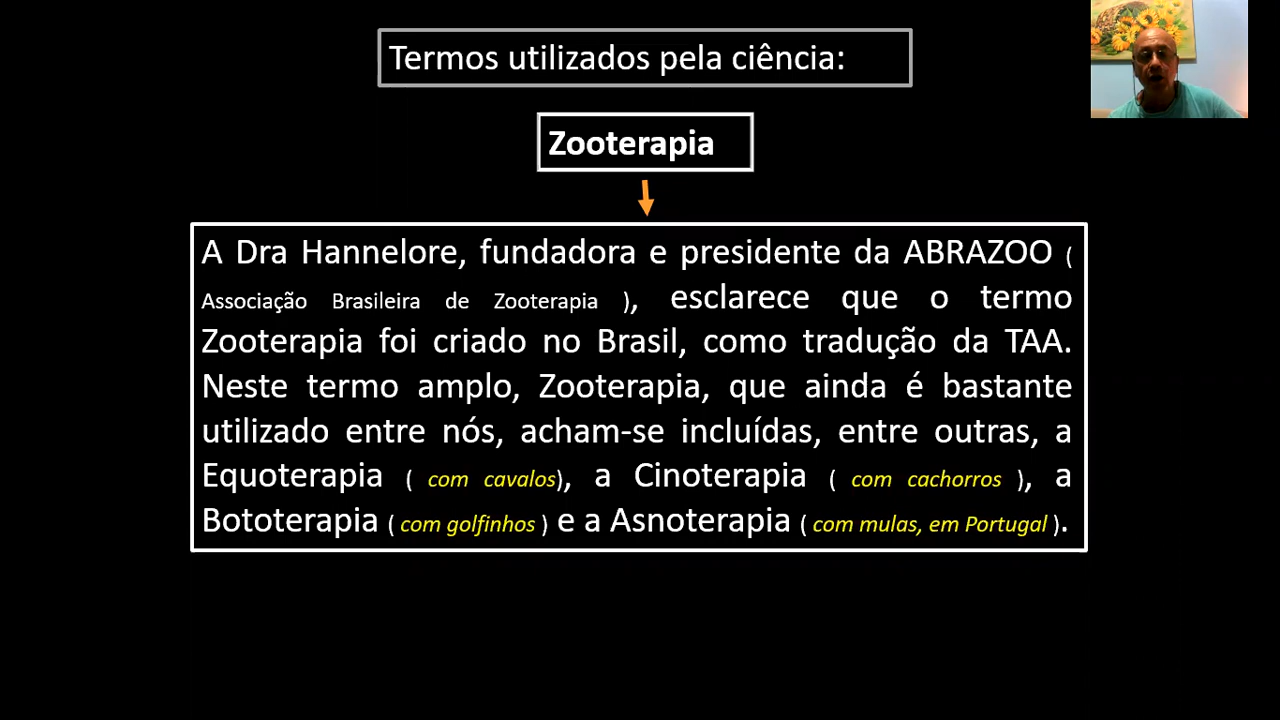 Termos utilizados pela ciência:
Zooterapia
A Dra Hannelore, fundadora e presidente da ABRAZOO (
Associação Brasileira de Zooterapia ), esclarece que o termo
Zooterapia foi criado no Brasil, como tradução da TAA.
Neste termo amplo, Zooterapia, que ainda é bastante
utilizado entre nós, acham-se incluídas, entre outras, a
Equoterapia ( com cavalos), a Cinoterapia ( com cachorros ), a
Bototerapia ( com golfinhos ) e a Asnoterapia ( com mulas, em Portugal ).